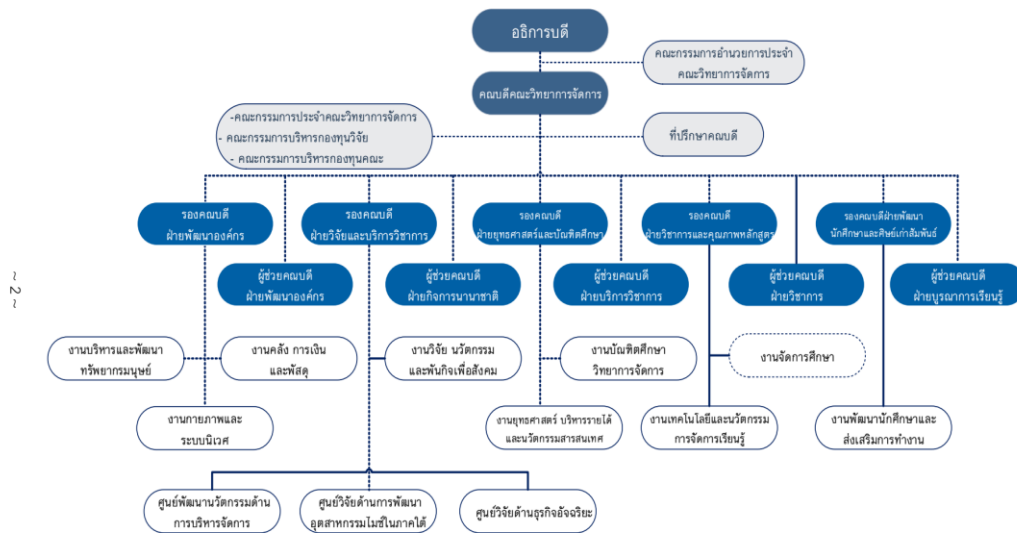 อธิการบดี
คณะกรรมการอำนวยการประจำ
คณะวิทยาการจัดการ
คณบดีคณะวิทยาการจัดการ
-คณะกรรมการประจำคณะวิทยาการจัดการ
- คณะกรรมการบริหารกองทุนวิจัย
- คณะกรรมการบริหารกองทุนคณะ
ที่ปรึกษาคณบดี
รองคณบดี
ฝ่ายพัฒนาองค์กร
รองคณบดี
ฝ่ายวิจัยและบริการวิชาการ
รองคณบดี
ฝ่ายยุทธศาสตร์และบัณฑิตศึกษา
รองคณบดี
ฝ่ายวิชาการและคุณภาพหลักสูตร
รองคณบดีฝ่ายพัฒนา
นักศึกษาและศิษย์เก่าสัมพันธ์
ผู้ช่วยคณบดี
ฝ่ายพัฒนาองค์กร
ผู้ช่วยคณบดี
ฝ่ายกิจการนานาชาติ
ผู้ช่วยคณบดี
ฝ่ายบริการวิชาการ
ผู้ช่วยคณบดี
ฝ่ายวิชาการ
ผู้ช่วยคณบดี
ฝ่ายบูรณาการเรียนรู้
~ 2 ~
งานบริหารและพัฒนา
ทรัพยากรมนุษย์
งานคลัง การเงิน
และพัสดุ
งานวิจัย นวัตกรรม
และพันกิจเพื่อสังคม
งานบัณฑิตศึกษา
วิทยาการจัดการ
งานจัดการศึกษา
งานกายภาพและ
ระบบนิเวศ
งานยุทธศาสตร์ บริหารรายได้
และนวัตกรรมสารสนเทศ
งานเทคโนโลยีและนวัตกรรม
การจัดการเรียนรู้
งานพัฒนานักศึกษาและ
ส่งเสริมการทำงาน
ศูนย์พัฒนานวัตกรรมด้าน
การบริหารจัดการ
ศูนย์วิจัยด้านการพัฒนา
อุตสาหกรรมไมซ์ในภาคใต้
ศูนย์วิจัยด้านธุรกิจอัจฉริยะ